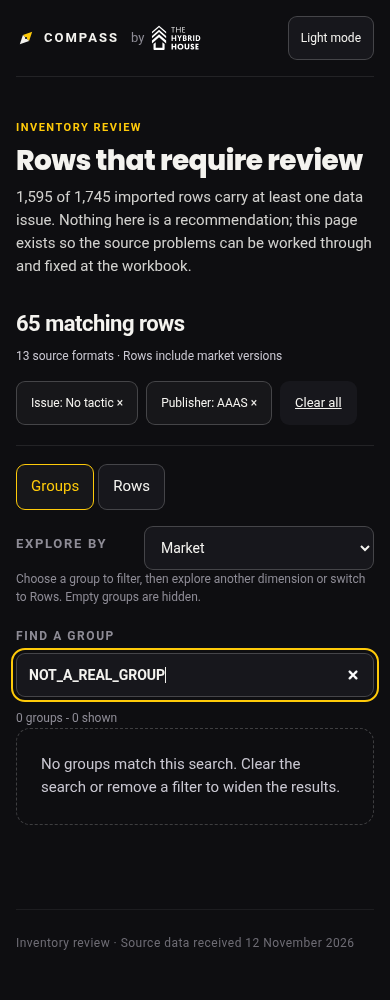 COMPASS by THE HYBRID HOUSE
Light mode
INVENTORY REVIEW
Rows that require review
1,595 of 1,745 imported rows carry at least one data
issue. Nothing here is a recommendation; this page
exists so the source problems can be worked through
and fixed at the workbook.
65 matching rows
13 source formats · Rows include market versions
Issue: No tactic ×
Publisher: AAAS ×
Clear all
Groups
Rows
EXPLORE BY
Market
Choose a group to filter, then explore another dimension or switch
to Rows. Empty groups are hidden.
FIND A GROUP
NOT_A_REAL_GROUP
0 groups - 0 shown
No groups match this search. Clear the
search or remove a filter to widen the results.
Inventory review · Source data received 12 November 2026